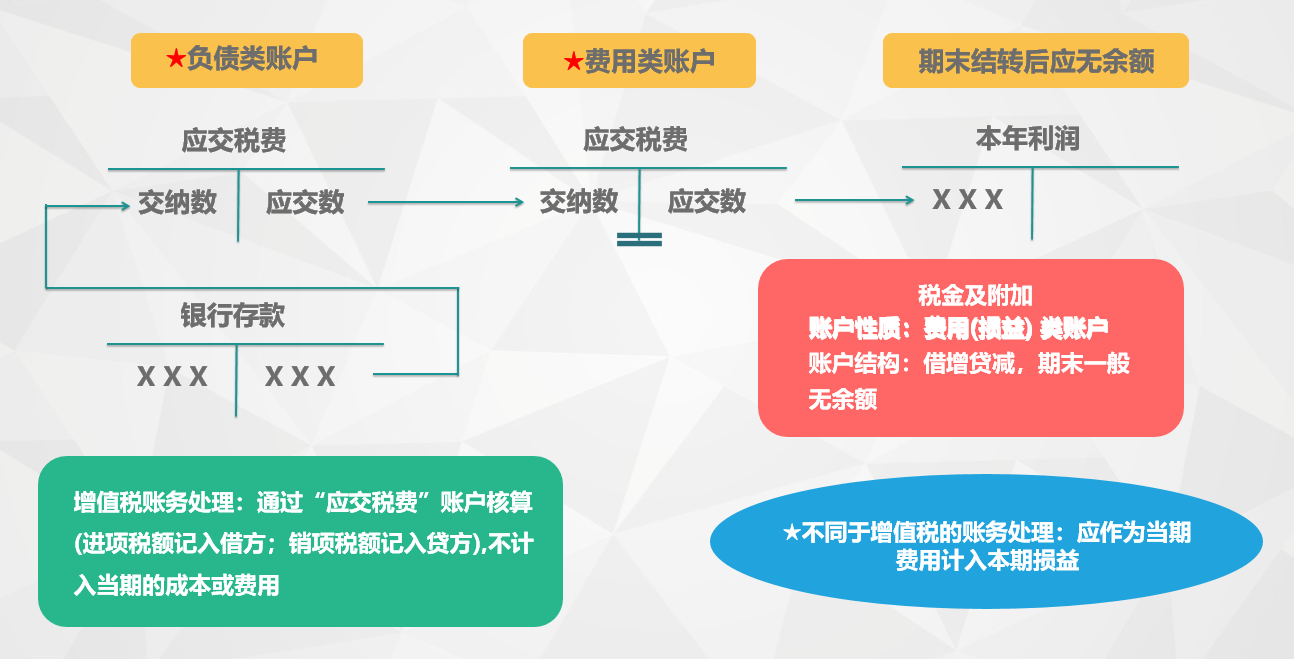 ★负债类账户
★费用类账户
期末结转后应无余额
应交税费
应交税费
本年利润
交纳数
应交数
交纳数
应交数
X X X
银行存款
X X X
X X X
税金及附加
账户性质：费用(损益) 类账户
账户结构：借增贷减，期末一般
无余额
增值税账务处理：通过“应交税费”账户核算
(进项税额记入借方；销项税额记入贷方),不计
入当期的成本或费用
★不同于增值税的账务处理：应作为当期
费用计入本期损益